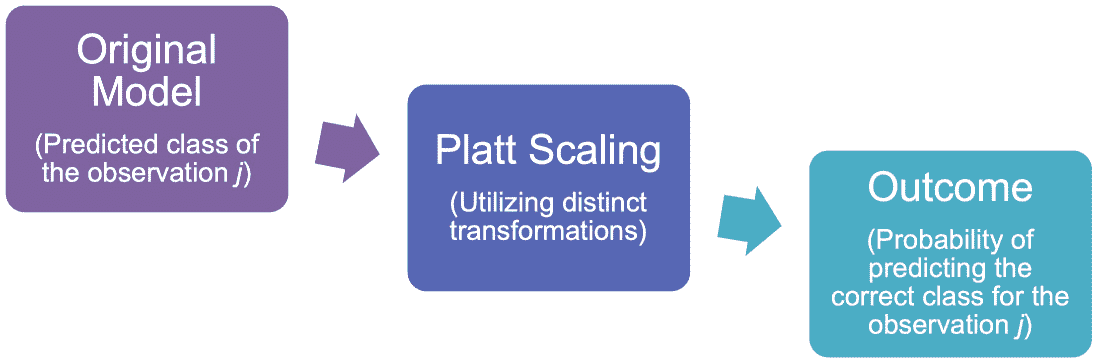 Original
Model
(Predicted class of
the observation j)
Platt Scaling
(Utilizing distinct
transformations)
Outcome
(Probability of
predicting the
correct class for the
observation j)